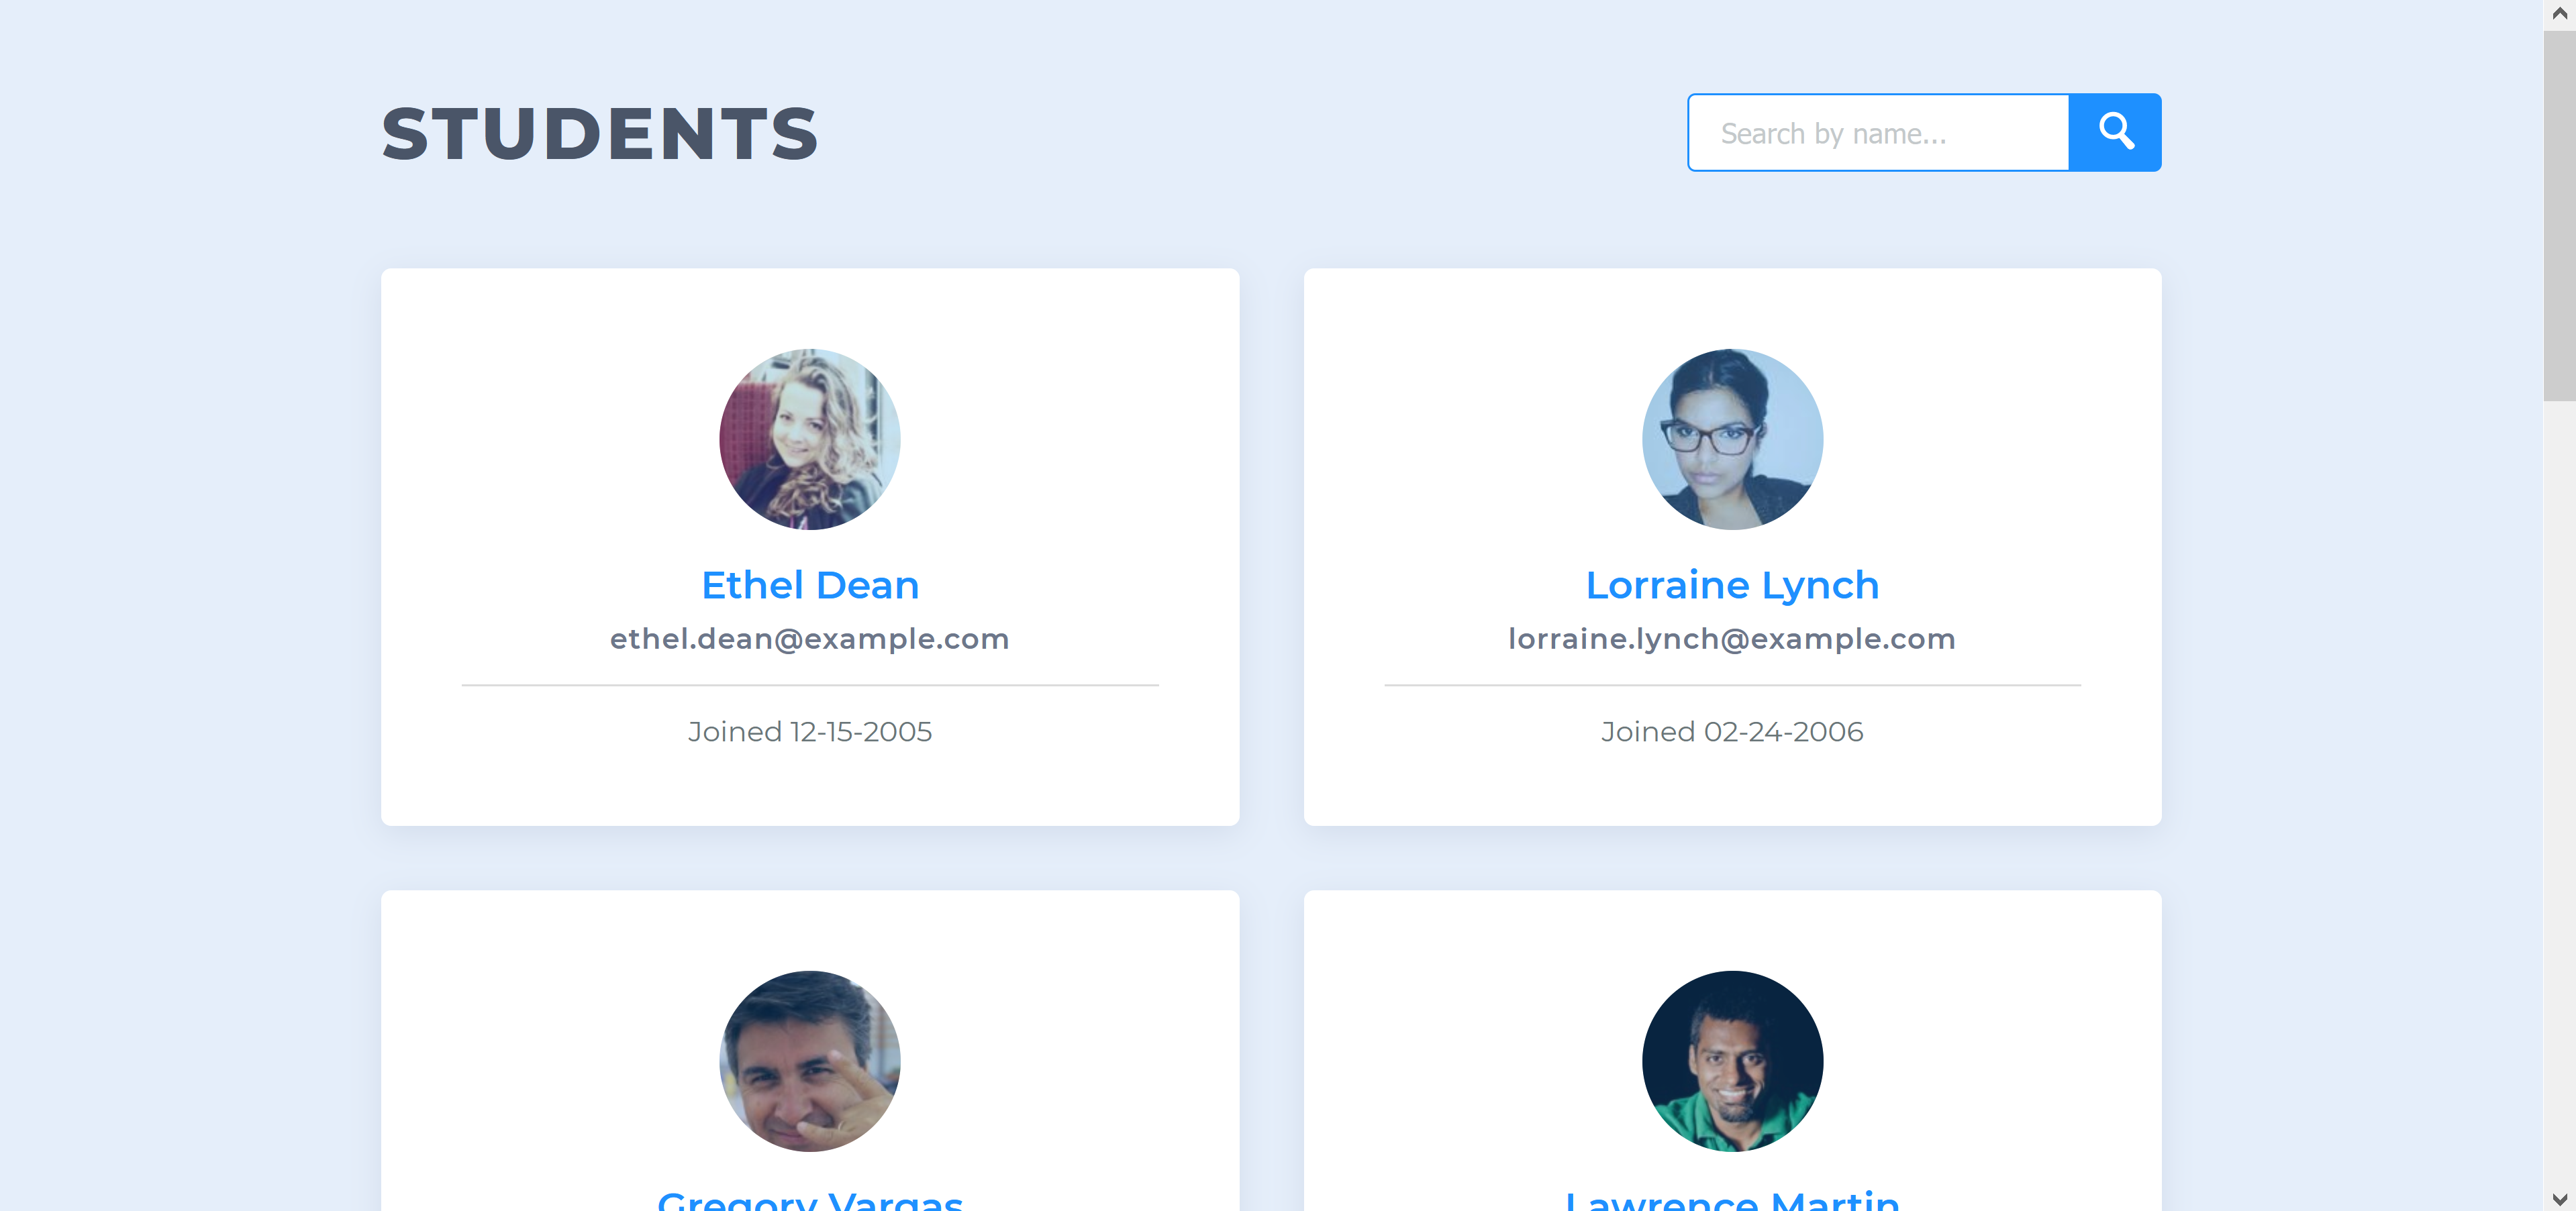 STUDENTS
Search by name...
Ethel Dean
ethel.dean@example.com
Joined 12-15-2005
Lorraine Lynch
lorraine.lynch@example.com
Joined 02-24-2006
Gregory Vargas
Lawrence Martin